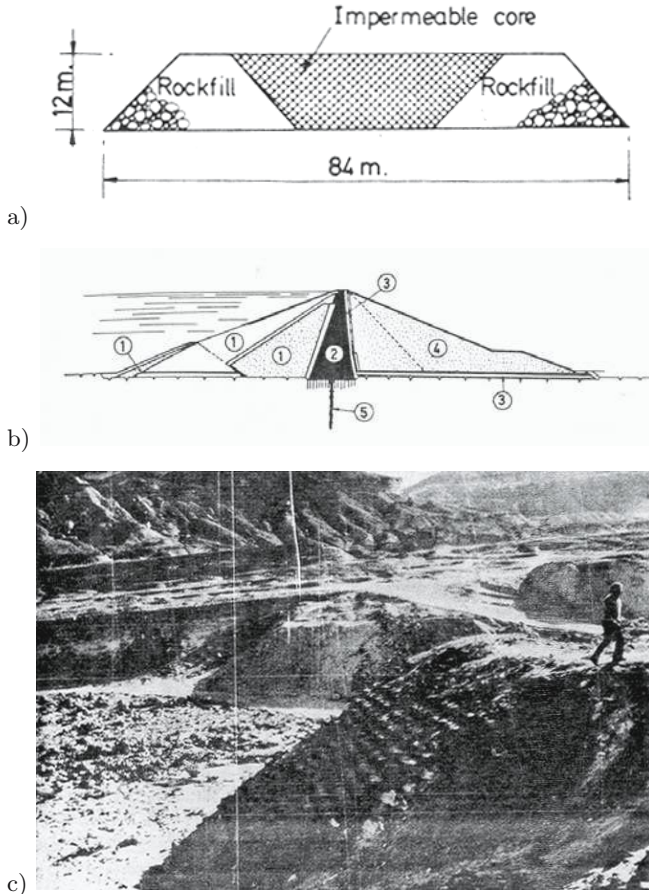 Impermeable core
12 m.
Rockfill
Rockfill
84 m.
a)
3
1
1
1
2
4
3
5
b)
c)